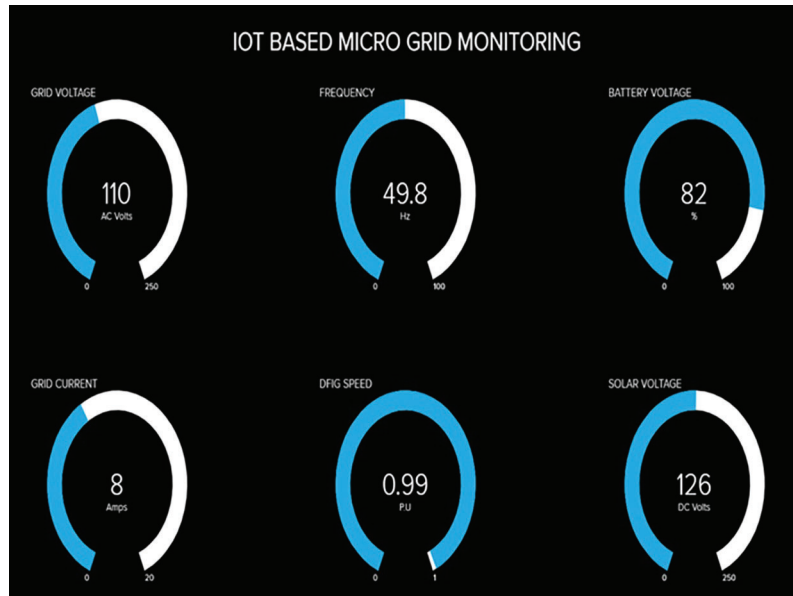 IOT BASED MICRO GRID MONITORING
GRID VOLTAGE
110
AC Volts
0
250
FREQUENCY
49.8
Hz
0
100
BATTERY VOLTAGE
82
%
0
100
GRID CURRENT
8
Amps
0
20
DFIG SPEED
0.99
P.U
0
1
SOLAR VOLTAGE
126
DC Volts
0
250